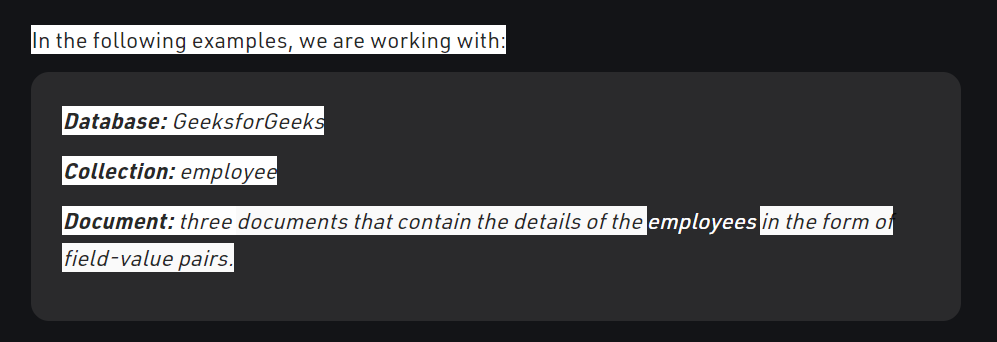 In the following examples, we are working with:
Database: GeeksforGeeks
Collection: employee
Document: three documents that contain the details of the employees in the form of
field-value pairs.